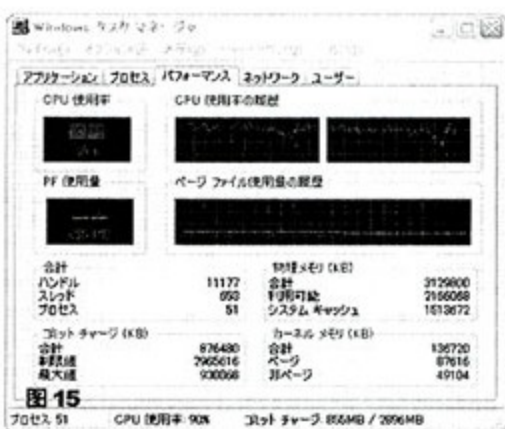 Windows タスク マネージャ
アプリケーション プロセス パフォーマンス ネットワーク ユーザー
CPU 使用率
CPU 使用率の履歴
PF 使用量
ページ ファイル使用量の履歴
合計
ハンドル 11177
スレッド 653
プロセス 51
物理メモリ (KB)
合計 3129800
利用可能 2166068
システム キャッシュ 1513672
コミット チャージ (KB)
合計 876480
制限値 2965616
最大値 930068
カーネル メモリ (KB)
合計 136720
ページ 87616
非ページ 49104
图 15
プロセス: 51 CPU 使用率: 90% コミット チャージ: 855MB / 2896MB